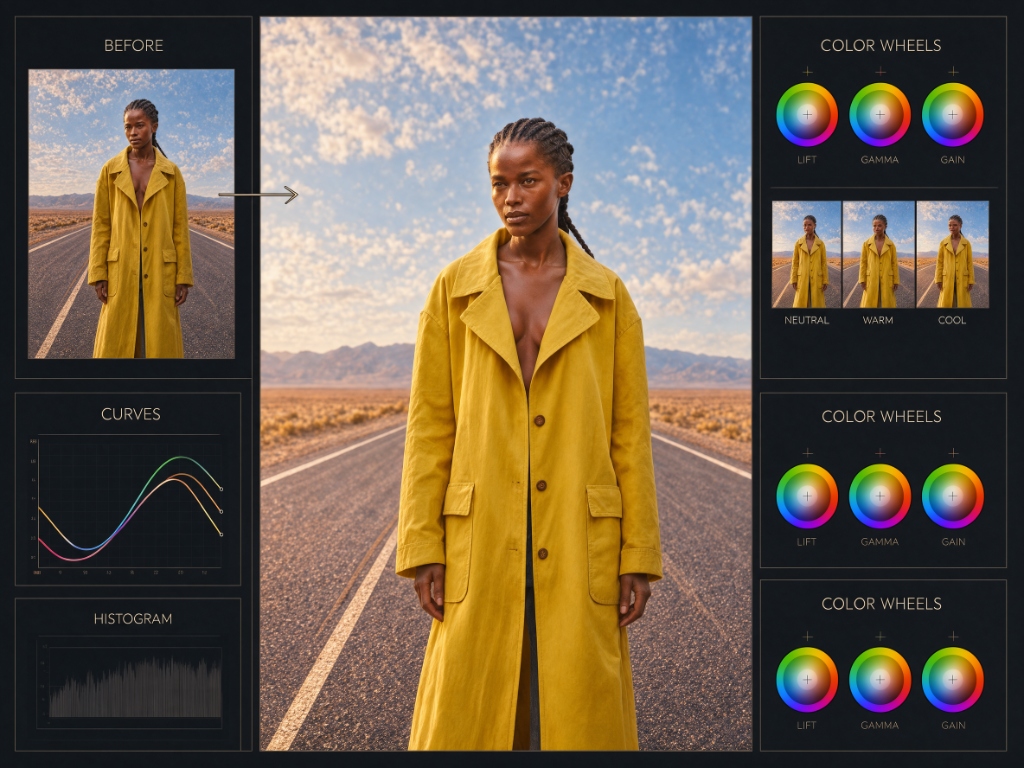 BEFORE
CURVES
HISTOGRAM
COLOR WHEELS
LIFT GAMMA GAIN
NEUTRAL WARM COOL
COLOR WHEELS
LIFT GAMMA GAIN
COLOR WHEELS
LIFT GAMMA GAIN